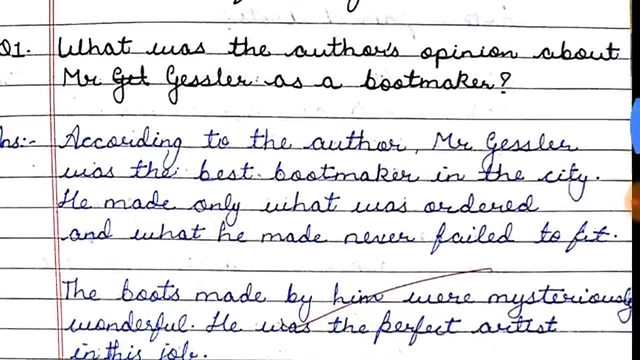 Q1. What was the author's opinion about
Mr Gessler as a bootmaker?
Ans:- According to the author, Mr Gessler
was the best bootmaker in the city.
He made only what was ordered
and what he made never failed to fit.
The boots made by him were mysteriously
wonderful. He was the perfect artist
in this job.